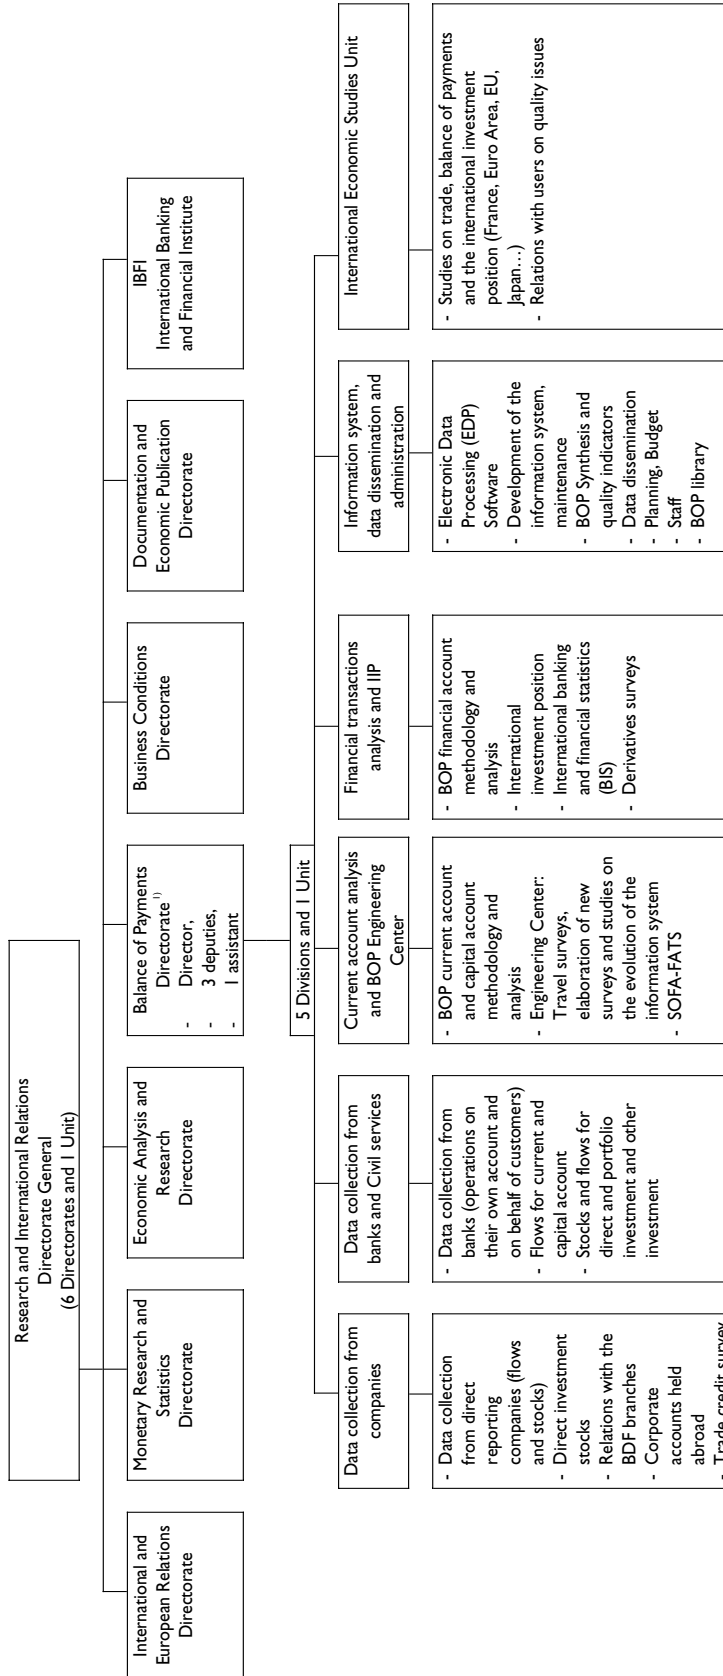 Research and International Relations
Directorate General
(6 Directorates and 1 Unit)
International and
European Relations
Directorate
Monetary Research and
Statistics
Directorate
Economic Analysis and
Research
Directorate
Balance of Payments
Directorate 1)
- Director,
- 3 deputies,
- 1 assistant
Business Conditions
Directorate
Documentation and
Economic Publication
Directorate
IBFI
International Banking
and Financial Institute
5 Divisions and 1 Unit
Data collection from
companies
Data collection from
banks and Civil services
Current account analysis
and BOP Engineering
Center
Financial transactions
analysis and IIP
Information system,
data dissemination and
administration
International Economic Studies Unit
- Data collection
from direct
reporting
companies (flows
and stocks)
- Direct investment
stocks
- Relations with the
BDF branches
- Corporate
accounts held
abroad
- Trade credit survey
- Data collection from
banks (operations on
their own account and
on behalf of customers)
- Flows for current and
capital account
- Stocks and flows for
direct and portfolio
investment and other
investment
- BOP current account
and capital account
methodology and
analysis
- Engineering Center:
Travel surveys,
elaboration of new
surveys and studies on
the evolution of the
information system
- SOFA-FATS
- BOP financial account
methodology and
analysis
- International
investment position
- International banking
and financial statistics
(BIS)
- Derivatives surveys
- Electronic Data
Processing (EDP)
Software
- Development of the
information system,
maintenance
- BOP Synthesis and
quality indicators
- Data dissemination
- Planning, Budget
- Staff
- BOP library
- Studies on trade, balance of payments
and the international investment
position (France, Euro Area, EU,
Japan…)
- Relations with users on quality issues